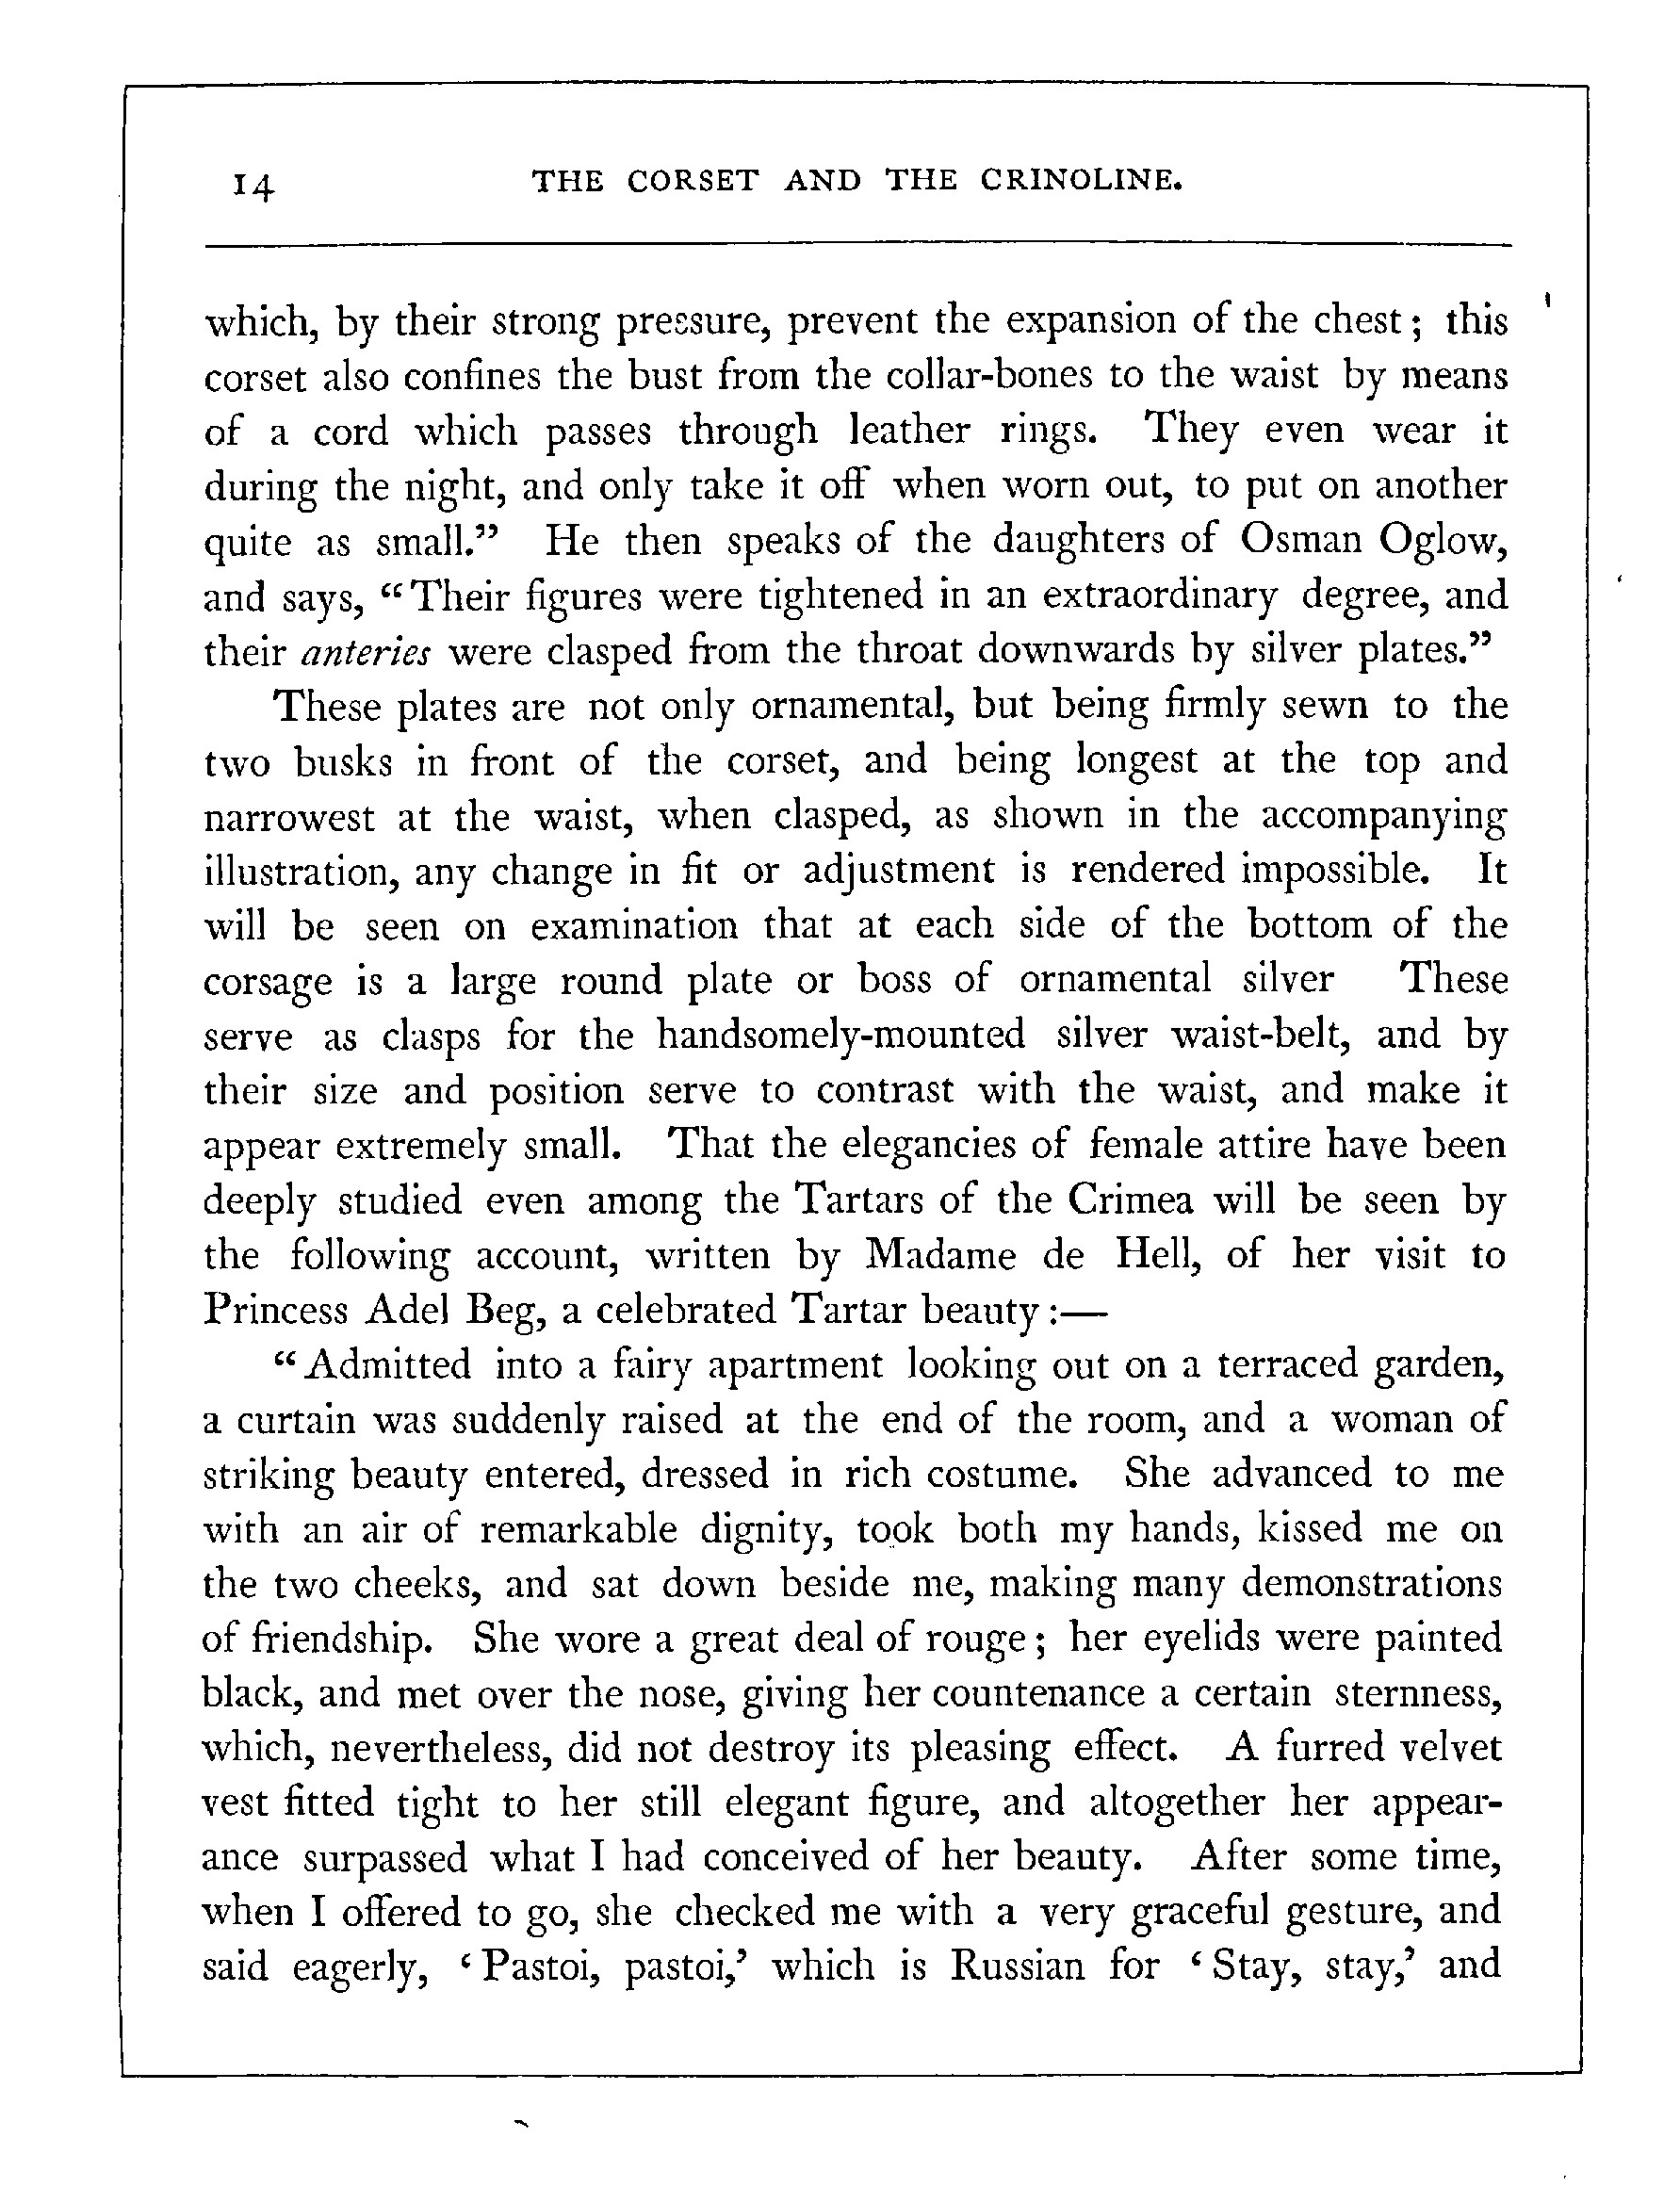 14 THE CORSET AND THE CRINOLINE.
which, by their strong pressure, prevent the expansion of the chest; this
corset also confines the bust from the collar-bones to the waist by means
of a cord which passes through leather rings. They even wear it
during the night, and only take it off when worn out, to put on another
quite as small.” He then speaks of the daughters of Osman Oglow,
and says, “Their figures were tightened in an extraordinary degree, and
their anteries were clasped from the throat downwards by silver plates.”
These plates are not only ornamental, but being firmly sewn to the
two busks in front of the corset, and being longest at the top and
narrowest at the waist, when clasped, as shown in the accompanying
illustration, any change in fit or adjustment is rendered impossible. It
will be seen on examination that at each side of the bottom of the
corsage is a large round plate or boss of ornamental silver These
serve as clasps for the handsomely-mounted silver waist-belt, and by
their size and position serve to contrast with the waist, and make it
appear extremely small. That the elegancies of female attire have been
deeply studied even among the Tartars of the Crimea will be seen by
the following account, written by Madame de Hell, of her visit to
Princess Adel Beg, a celebrated Tartar beauty :—
“Admitted into a fairy apartment looking out on a terraced garden,
a curtain was suddenly raised at the end of the room, and a woman of
striking beauty entered, dressed in rich costume. She advanced to me
with an air of remarkable dignity, took both my hands, kissed me on
the two cheeks, and sat down beside me, making many demonstrations
of friendship. She wore a great deal of rouge; her eyelids were painted
black, and met over the nose, giving her countenance a certain sternness,
which, nevertheless, did not destroy its pleasing effect. A furred velvet
vest fitted tight to her still elegant figure, and altogether her appear-
ance surpassed what I had conceived of her beauty. After some time,
when I offered to go, she checked me with a very graceful gesture, and
said eagerly, ‘Pastoi, pastoi,’ which is Russian for ‘Stay, stay,’ and